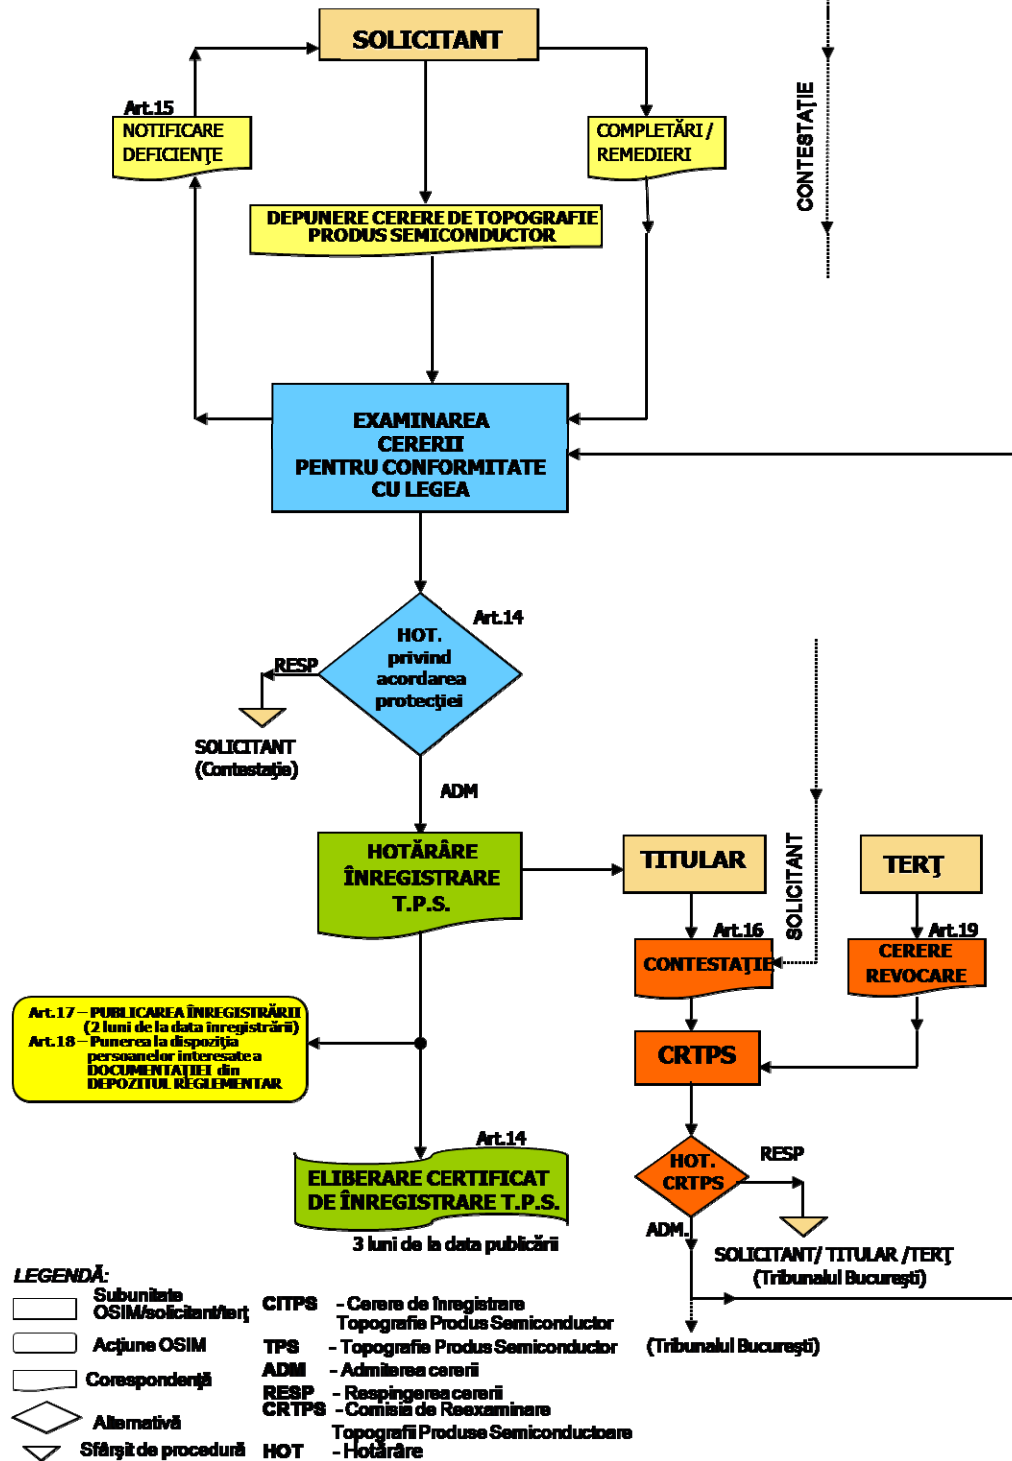 SOLICITANT
Art.15
NOTIFICARE
DEFICIENŢE
COMPLETĂRI /
REMEDIERI
CONTESTAŢIE
DEPUNERE CERERE DE TOPOGRAFIE
PRODUS SEMICONDUCTOR
EXAMINAREA
CERERII
PENTRU CONFORMITATE
CU LEGEA
Art.14
HOT.
privind
acordarea
protecţiei
RESP
SOLICITANT
(Contestaţie)
ADM
HOTĂRÂRE
ÎNREGISTRARE
T.P.S.
TITULAR
TERŢ
SOLICITANT
Art.16
CONTESTAŢIE
Art.19
CERERE
REVOCARE
Art.17 – PUBLICAREA ÎNREGISTRĂRII
(2 luni de la data înregistrării)
Art.18 – Punerea la dispoziţia
persoanelor interesate a
DOCUMENTAŢIEI din
DEPOZITUL REGLEMENTAR
CRTPS
Art.14
ELIBERARE CERTIFICAT
DE ÎNREGISTRARE T.P.S.
3 luni de la data publicării
HOT.
CRTPS
RESP
ADM.
SOLICITANT/ TITULAR /TERŢ
(Tribunalul Bucureşti)
(Tribunalul Bucureşti)
LEGENDĂ:
Subunitate
OSIM/solicitant/terţ
Acţiune OSIM
Corespondenţă
Alternativă
Sfârşit de procedură
CITPS - Cerere de înregistrare
Topografie Produs Semiconductor
TPS - Topografie Produs Semiconductor
ADM - Admiterea cererii
RESP - Respingerea cererii
CRTPS - Comisia de Reexaminare
Topografii Produse Semiconductoare
HOT - Hotărâre